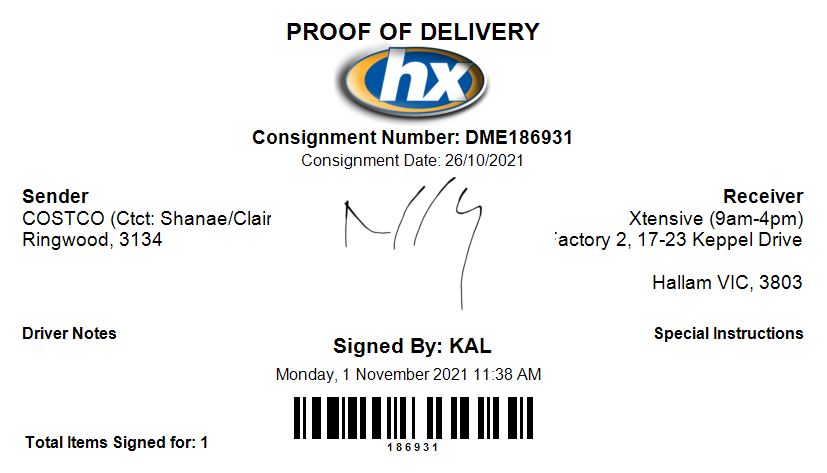 PROOF OF DELIVERY
hx
Consignment Number: DME186931
Consignment Date: 26/10/2021
Sender
COSTCO (Ctct: Shanae/Clair
Ringwood, 3134
Receiver
Xtensive (9am-4pm)
actory 2, 17-23 Keppel Drive
Hallam VIC, 3803
Driver Notes
Special Instructions
Signed By: KAL
Monday, 1 November 2021 11:38 AM
186931
Total Items Signed for: 1